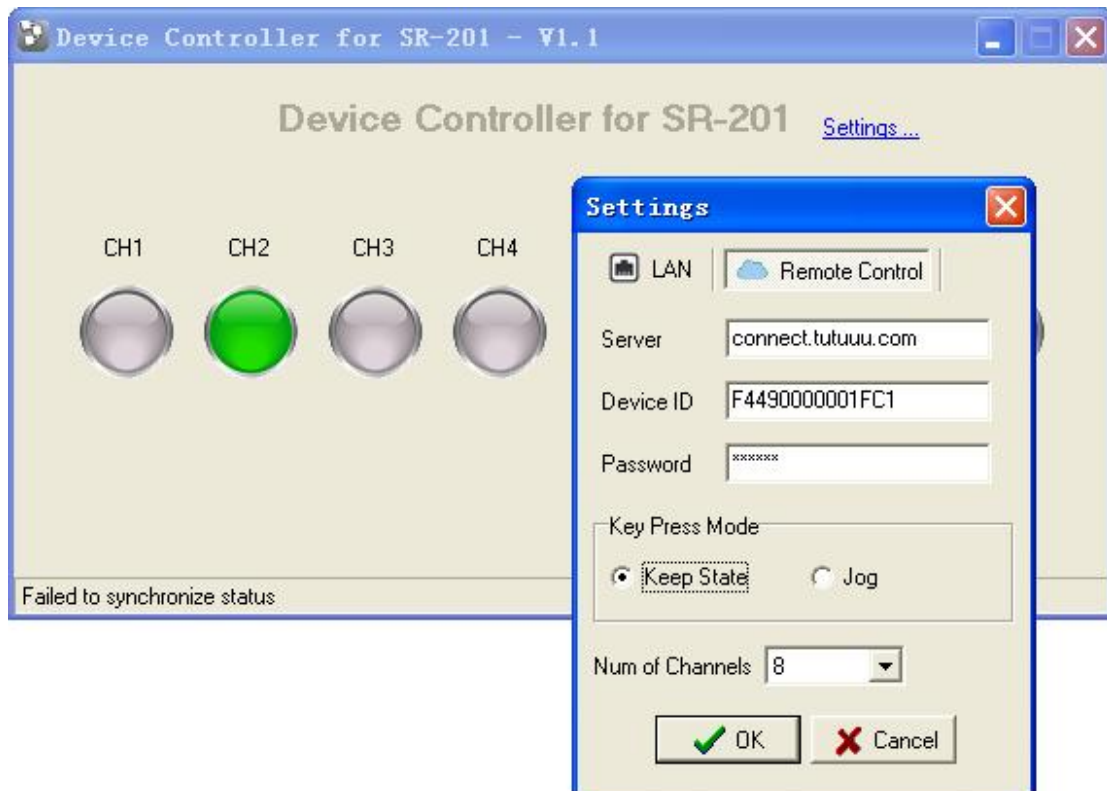 Device Controller for SR-201 - V1.1
Device Controller for SR-201
Settings ...
CH1 CH2 CH3 CH4
Failed to synchronize status
Settings
LAN Remote Control
Server connect.tutuuu.com
Device ID F4490000001FC1
Password ******
Key Press Mode
Keep State Jog
Num of Channels 8
OK Cancel